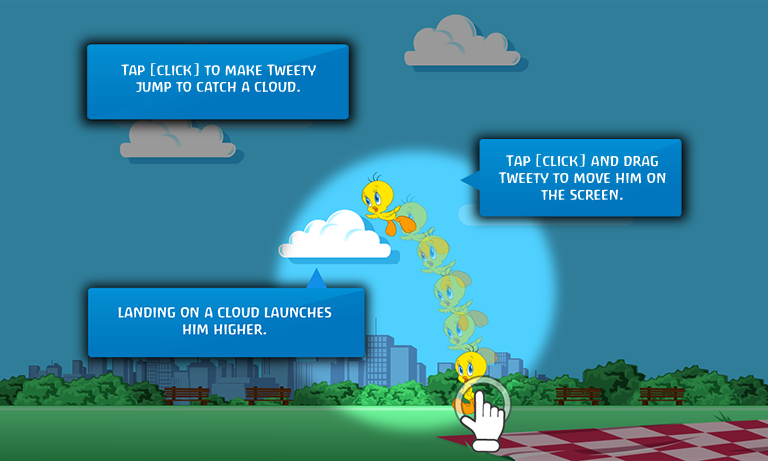 TAP [CLICK] TO MAKE TWEETY
JUMP TO CATCH A CLOUD.
TAP [CLICK] AND DRAG
TWEETY TO MOVE HIM ON
THE SCREEN.
LANDING ON A CLOUD LAUNCHES
HIM HIGHER.